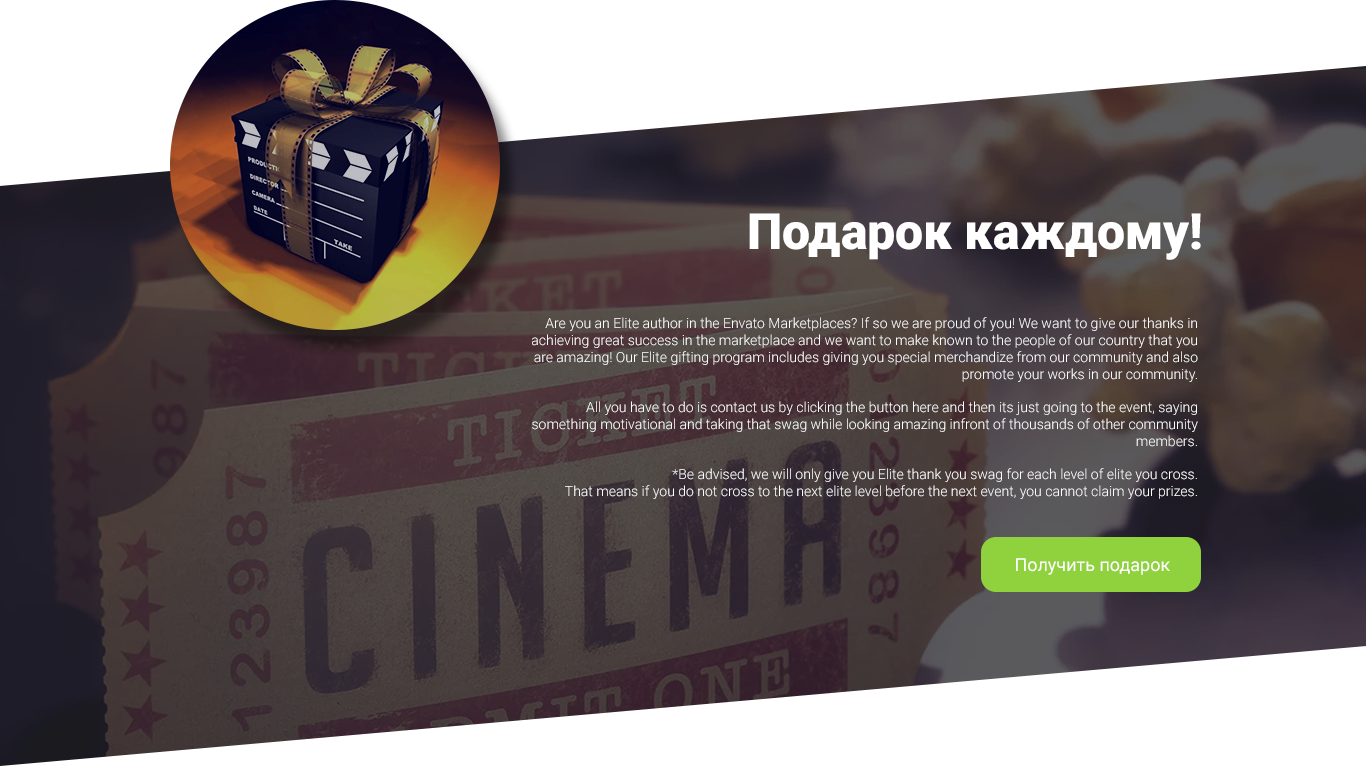 PRODUCTION
DIRECTOR
CAMERA
DATE
TAKE
Подарок каждому!
Are you an Elite author in the Envato Marketplaces? If so we are proud of you! We want to give our thanks in
achieving great success in the marketplace and we want to make known to the people of our country that you
are amazing! Our Elite gifting program includes giving you special merchandize from our community and also
promote your works in our community.
All you have to do is contact us by clicking the button here and then its just going to the event, saying
something motivational and taking that swag while looking amazing infront of thousands of other community
members.
*Be advised, we will only give you Elite thank you swag for each level of elite you cross.
That means if you do not cross to the next elite level before the next event, you cannot claim your prizes.
Получить подарок
TICKET
TICKET
987
TICKET
CINEMA
123987
123987
ADMIT ONE